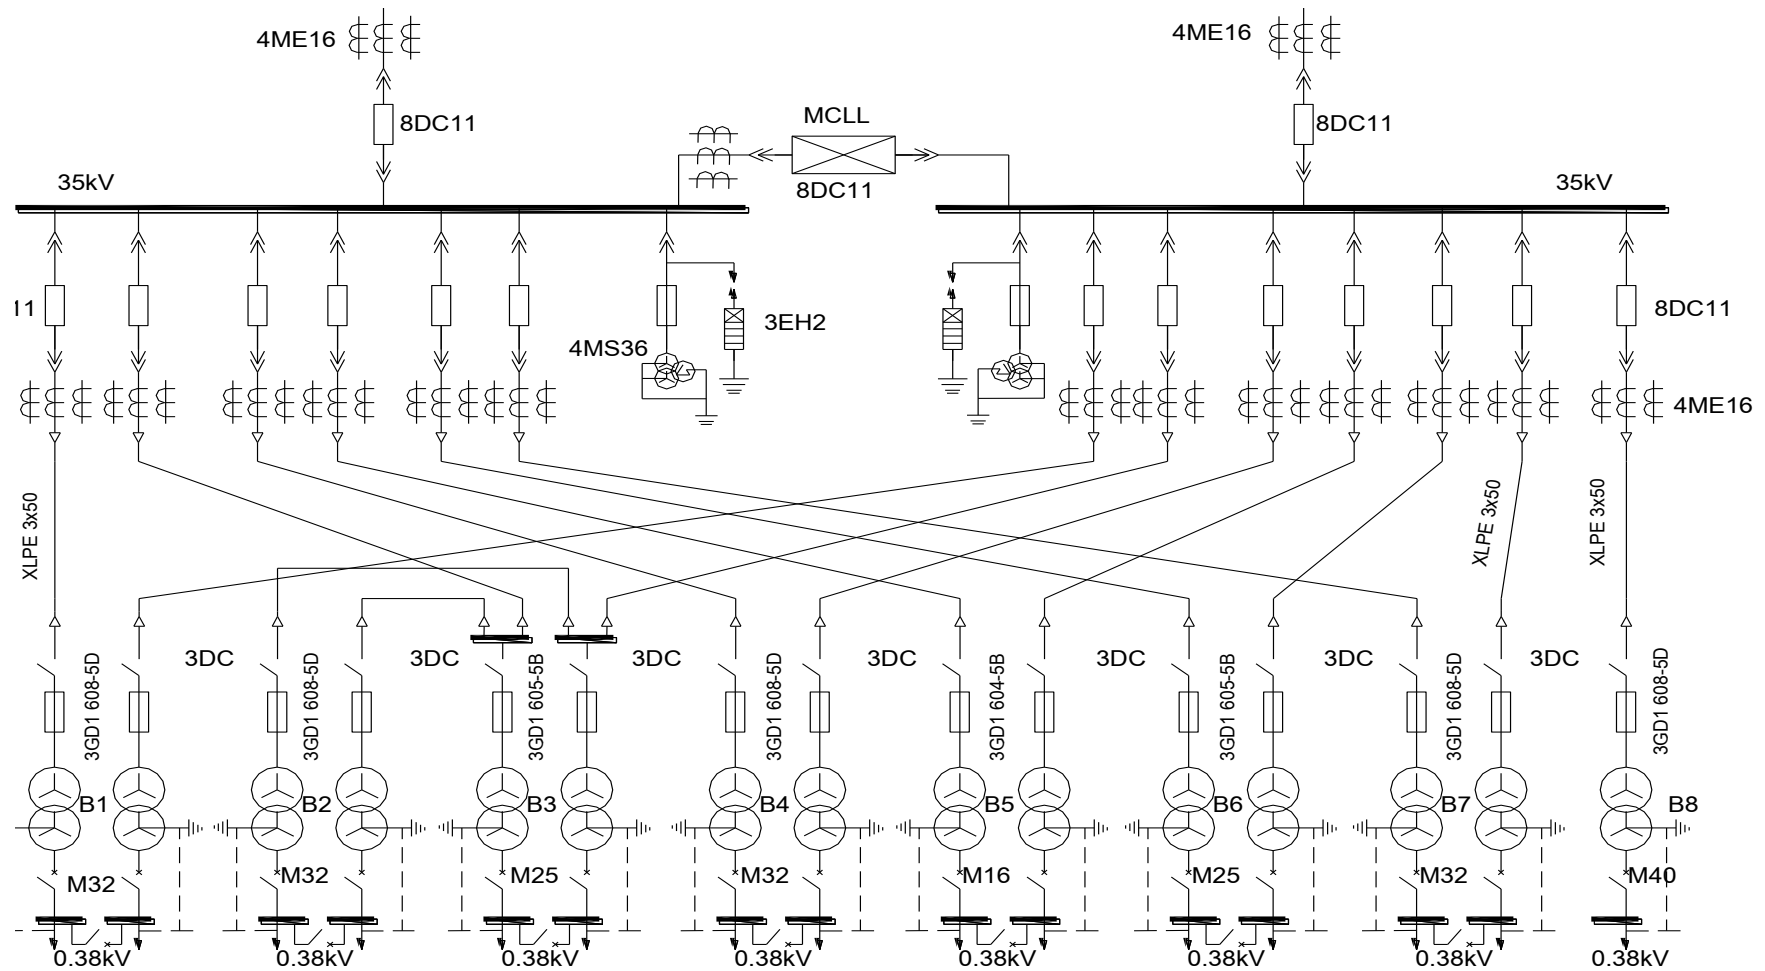 4ME16
4ME16
8DC11
MCLL
8DC11
8DC11
35kV
35kV
11
3EH2
8DC11
4MS36
4ME16
XLPE 3x50
XLPE 3x50
XLPE 3x50
3DC
3DC
3DC
3DC
3DC
3DC
3DC
3GD1 608-5D
3GD1 608-5D
3GD1 605-5B
3GD1 608-5D
3GD1 604-5B
3GD1 605-5B
3GD1 608-5D
3GD1 608-5D
B1
B2
B3
B4
B5
B6
B7
B8
M32
M32
M25
M32
M16
M25
M32
M40
0.38kV
0.38kV
0.38kV
0.38kV
0.38kV
0.38kV
0.38kV
0.38kV